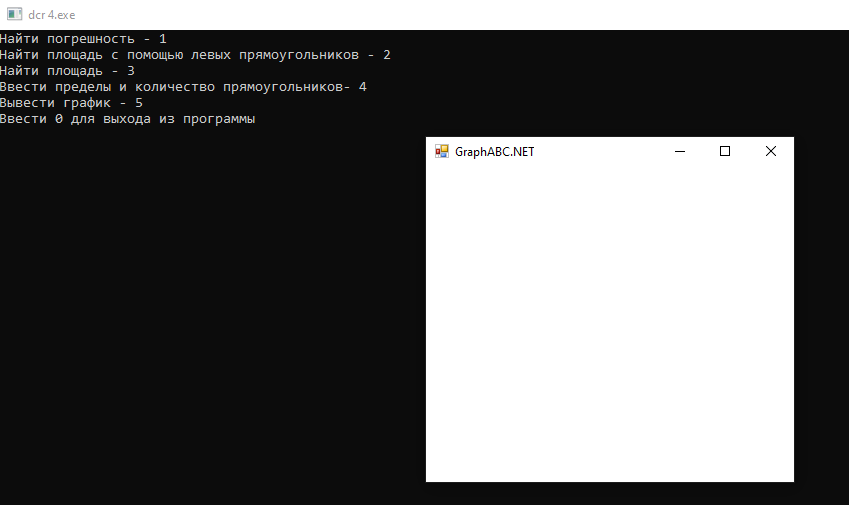 dcr 4.exe
Найти погрешность - 1
Найти площадь с помощью левых прямоугольников - 2
Найти площадь - 3
Ввести пределы и количество прямоугольников- 4
Вывести график - 5
Ввести 0 для выхода из программы
GraphABC.NET